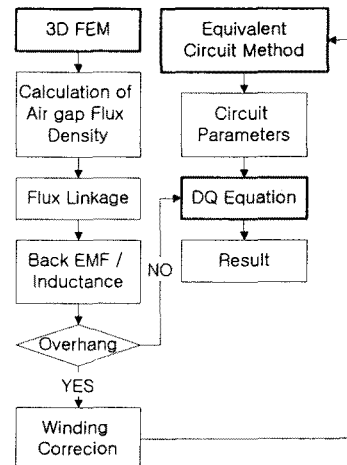 3D FEM
Calculation of
Air gap Flux
Density
Flux Linkage
Back EMF /
Inductance
Overhang
NO
YES
Winding
Correcion
Equivalent
Circuit Method
Circuit
Parameters
DQ Equation
Result